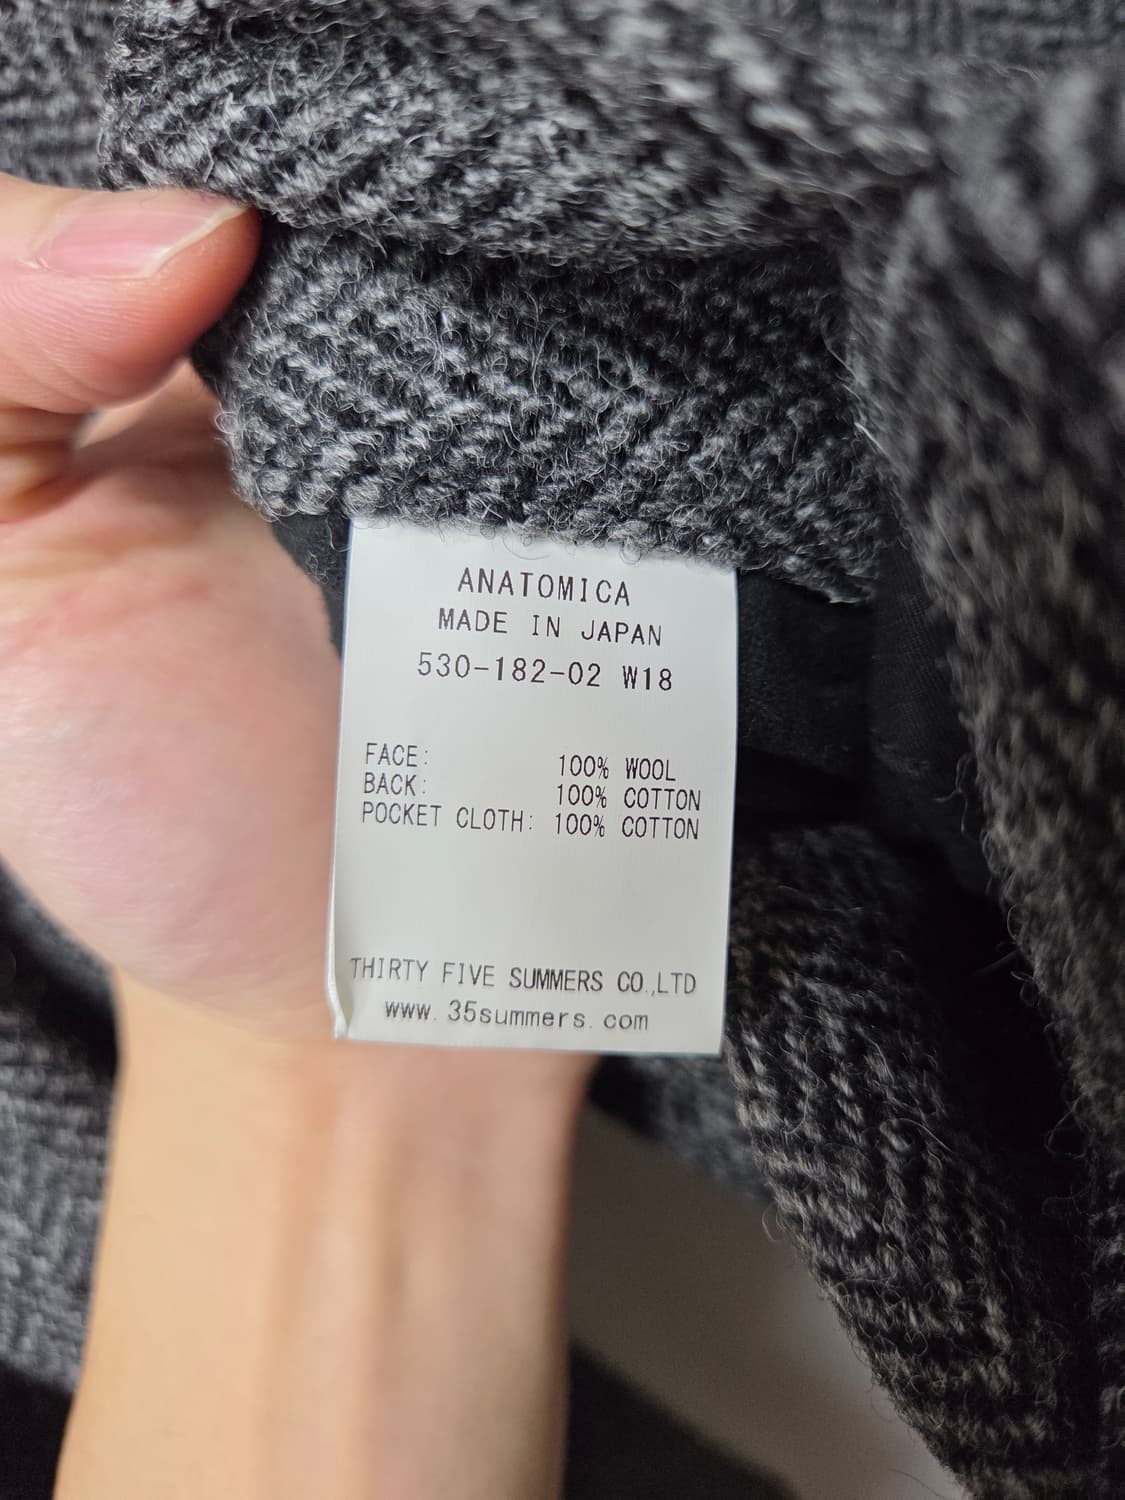 ANATOMICA
MADE IN JAPAN
530-182-02 W18
FACE: 100% WOOL
BACK: 100% COTTON
POCKET CLOTH: 100% COTTON
THIRTY FIVE SUMMERS CO.,LTD
www.35summers.com